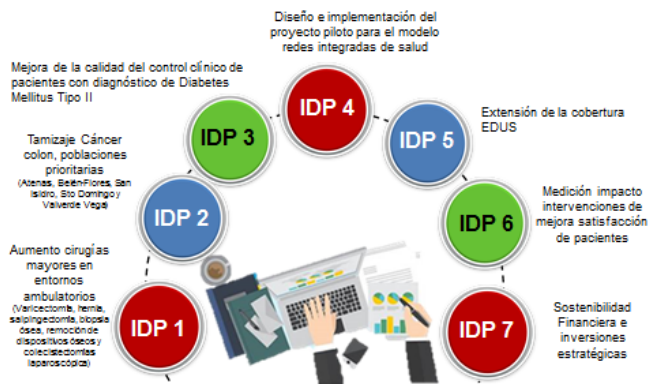 Diseño e implementación del
proyecto piloto para el modelo
redes integradas de salud
Mejora de la calidad del control clínico de
pacientes con diagnóstico de Diabetes
Mellitus Tipo II
IDP 4
IDP 3
IDP 5
Extensión de la cobertura
EDUS
Tamizaje Cáncer
colon, poblaciones
prioritarias
(Atenas, Belén-Flores, San
Isidro, Sto Domingo y
Valverde Vega)
IDP 2
IDP 6
Medición impacto
intervenciones de
mejora satisfacción
de pacientes
Aumento cirugías
mayores en
entornos
ambulatorios
(Varicectomía, hernia,
salpingectomía, biopsia
ósea, remoción de
dispositivos óseos y
colecistectomías
laparoscópica)
IDP 1
IDP 7
Sostenibilidad
Financiera e
inversiones
estratégicas